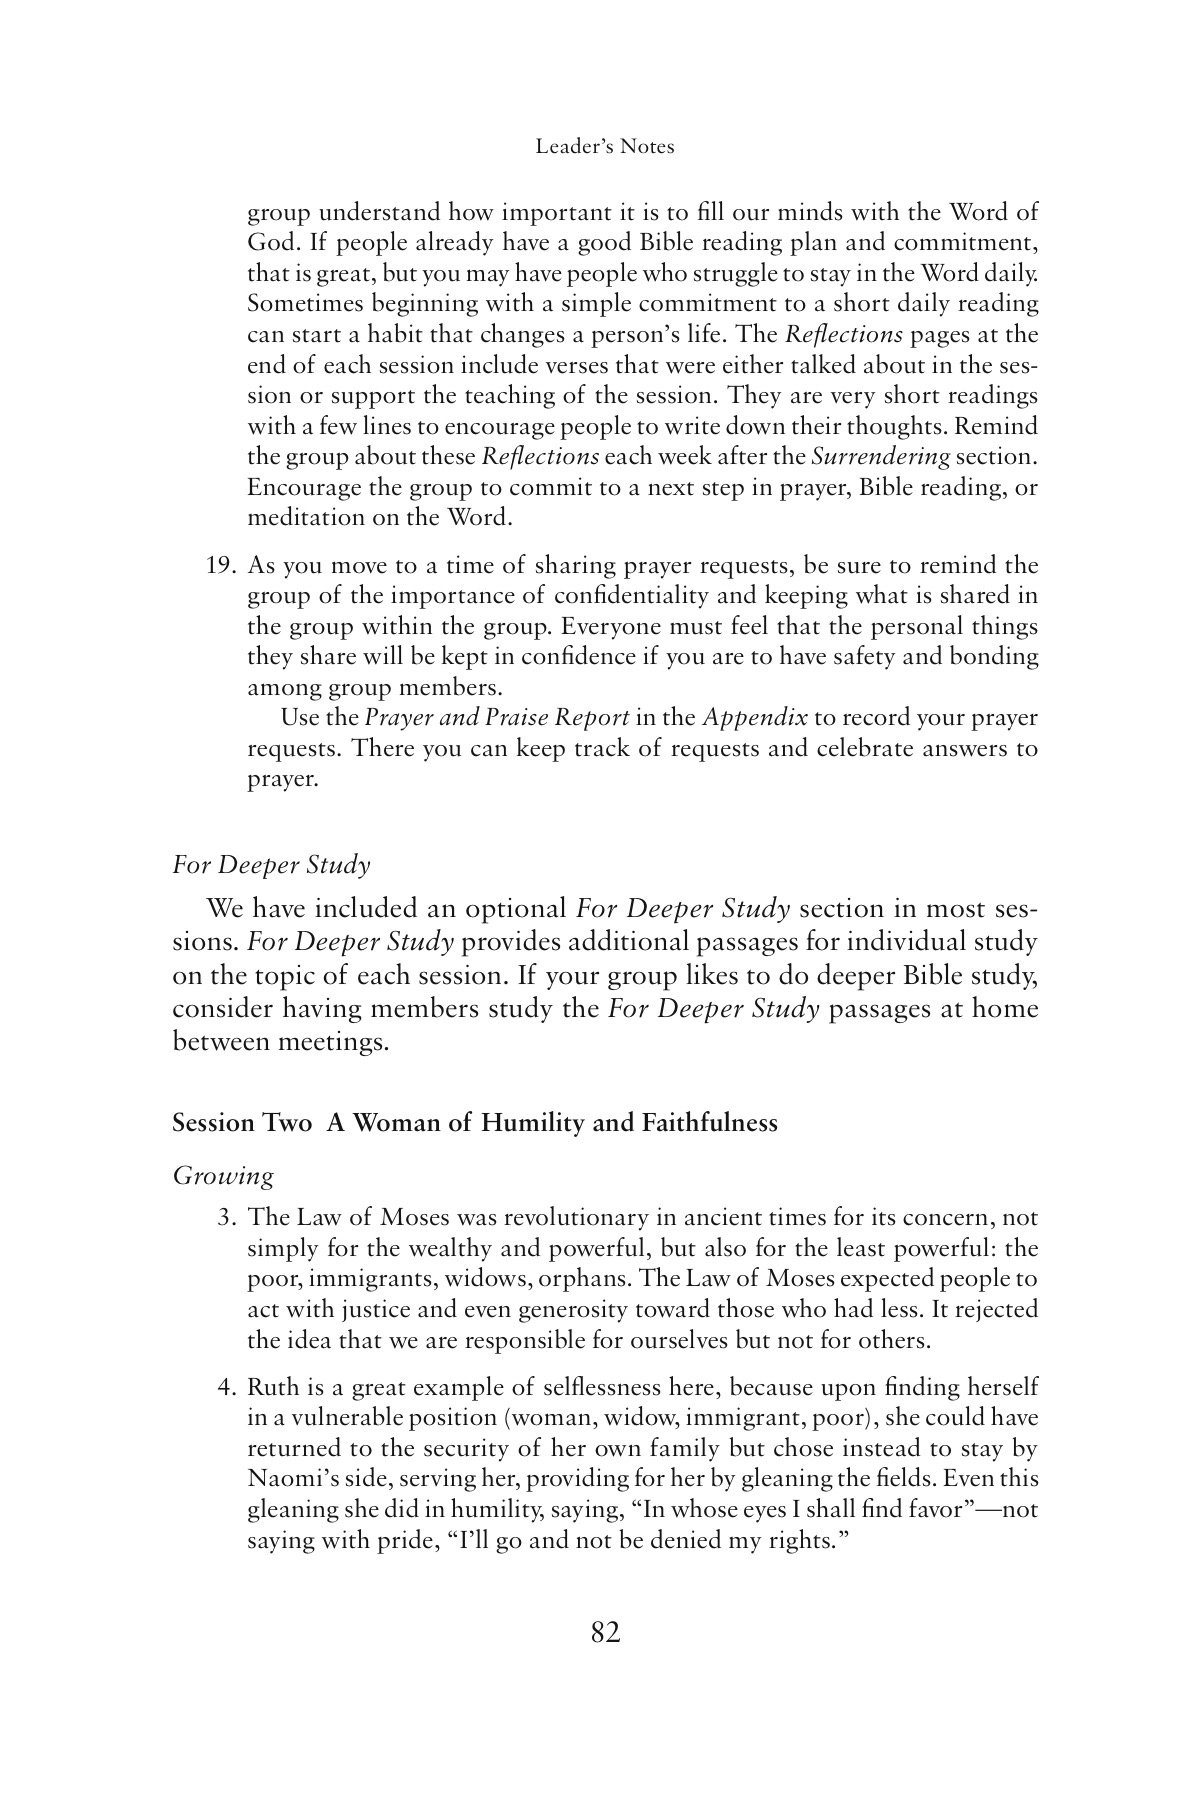 Leader’s Notes
group understand how important it is to fill our minds with the Word of
God. If people already have a good Bible reading plan and commitment,
that is great, but you may have people who struggle to stay in the Word daily.
Sometimes beginning with a simple commitment to a short daily reading
can start a habit that changes a person’s life. The Reflections pages at the
end of each session include verses that were either talked about in the ses-
sion or support the teaching of the session. They are very short readings
with a few lines to encourage people to write down their thoughts. Remind
the group about these Reflections each week after the Surrendering section.
Encourage the group to commit to a next step in prayer, Bible reading, or
meditation on the Word.
19. As you move to a time of sharing prayer requests, be sure to remind the
group of the importance of confidentiality and keeping what is shared in
the group within the group. Everyone must feel that the personal things
they share will be kept in confidence if you are to have safety and bonding
among group members.
Use the Prayer and Praise Report in the Appendix to record your prayer
requests. There you can keep track of requests and celebrate answers to
prayer.
For Deeper Study
We have included an optional For Deeper Study section in most ses-
sions. For Deeper Study provides additional passages for individual study
on the topic of each session. If your group likes to do deeper Bible study,
consider having members study the For Deeper Study passages at home
between meetings.
Session Two A Woman of Humility and Faithfulness
Growing
3. The Law of Moses was revolutionary in ancient times for its concern, not
simply for the wealthy and powerful, but also for the least powerful: the
poor, immigrants, widows, orphans. The Law of Moses expected people to
act with justice and even generosity toward those who had less. It rejected
the idea that we are responsible for ourselves but not for others.
4. Ruth is a great example of selflessness here, because upon finding herself
in a vulnerable position (woman, widow, immigrant, poor), she could have
returned to the security of her own family but chose instead to stay by
Naomi’s side, serving her, providing for her by gleaning the fields. Even this
gleaning she did in humility, saying, “In whose eyes I shall find favor”—not
saying with pride, “I’ll go and not be denied my rights.”
82